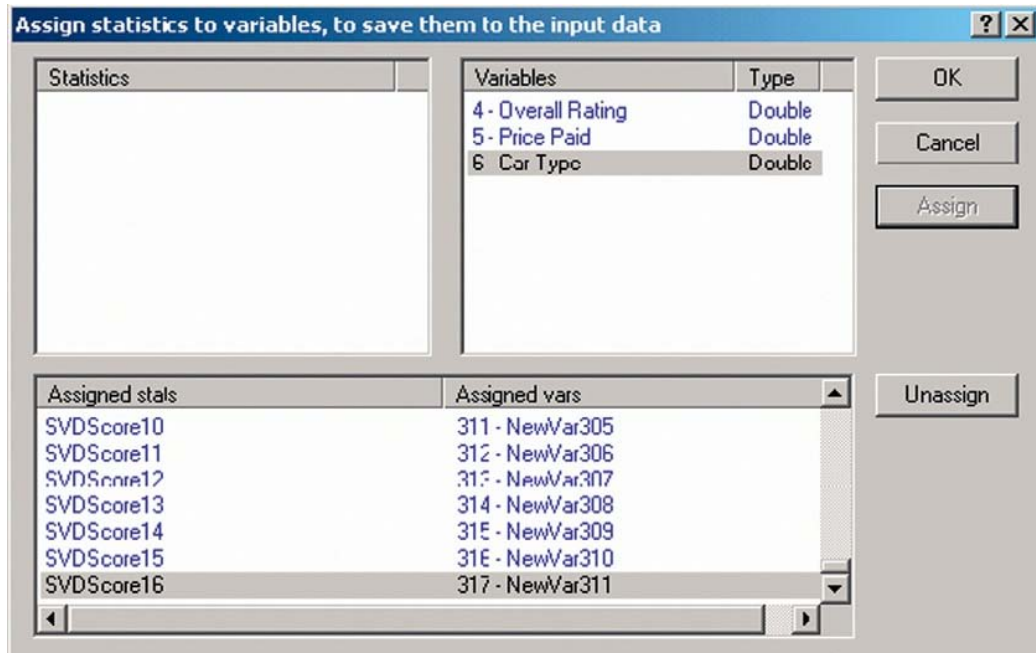 Assign statistics to variables, to save them to the input data
Statistics
Variables Type
4 - Overall Rating Double
5 - Price Paid Double
6 Car Type Double
OK
Cancel
Assign
Assigned stats Assigned vars
SVDScore10 311 - NewVar305
SVDScore11 312 - NewVar306
SVDScore12 313 - NewVar307
SVDScore13 314 - NewVar308
SVDScore14 315 - NewVar309
SVDScore15 316 - NewVar310
SVDScore16 317 - NewVar311
Unassign